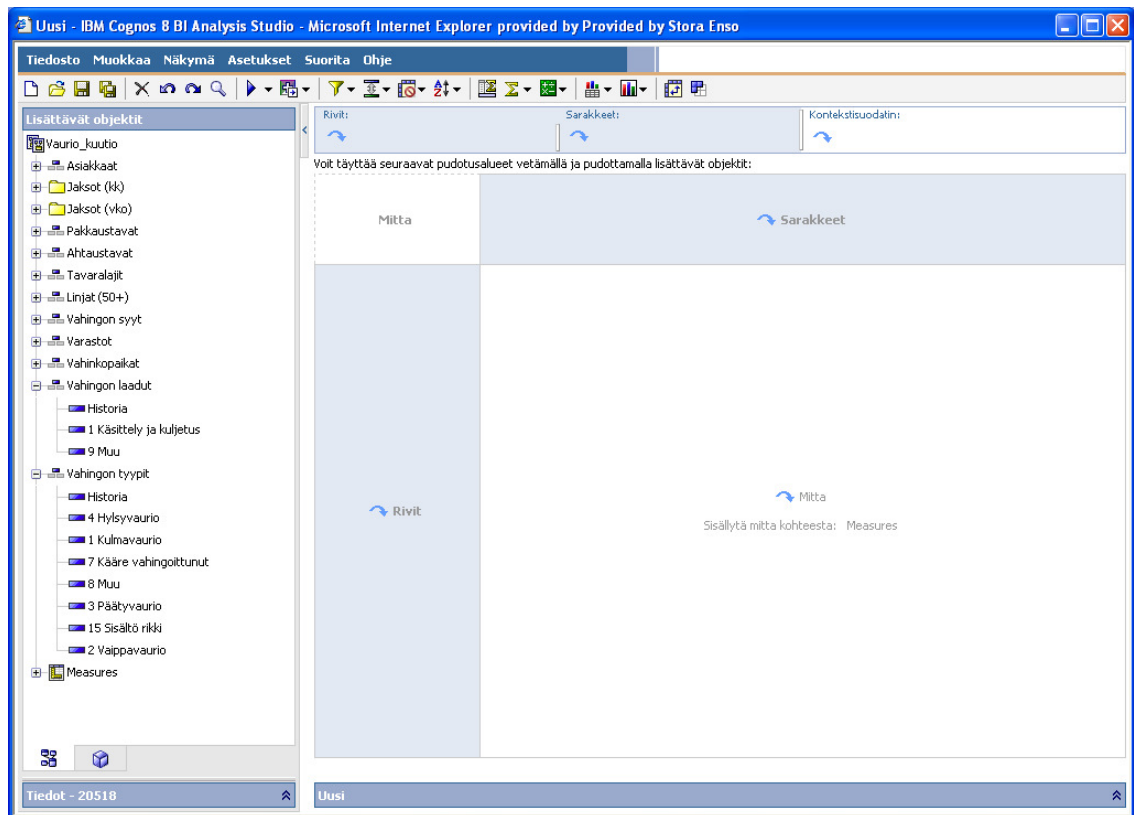 Uusi - IBM Cognos 8 BI Analysis Studio - Microsoft Internet Explorer provided by Provided by Stora Enso
Tiedosto Muokkaa Näkymä Asetukset Suorita Ohje
Lisättävät objektit
Vaurio_kuutio
Asiakkaat
Jaksot (kk)
Jaksot (vko)
Pakkaustavat
Ahtaustavat
Tavaralajit
Linjat (50+)
Vahingon syyt
Varastot
Vahinkopaikat
Vahingon laadut
Historia
1 Käsittely ja kuljetus
9 Muu
Vahingon tyypit
Historia
4 Hylsyvaurio
1 Kulmavaurio
7 Kääre vahingoittunut
8 Muu
3 Päätyvaurio
15 Sisältö rikki
2 Vaippavaurio
Measures
Tiedot - 20518
Rivit: Sarakkeet: Kontekstisuodatin:
Voit täyttää seuraavat pudotusalueet vetämällä ja pudottamalla lisättävät objektit:
Mitta
Sarakkeet
Rivit
Mitta
Sisällytä mitta kohteesta: Measures
Uusi